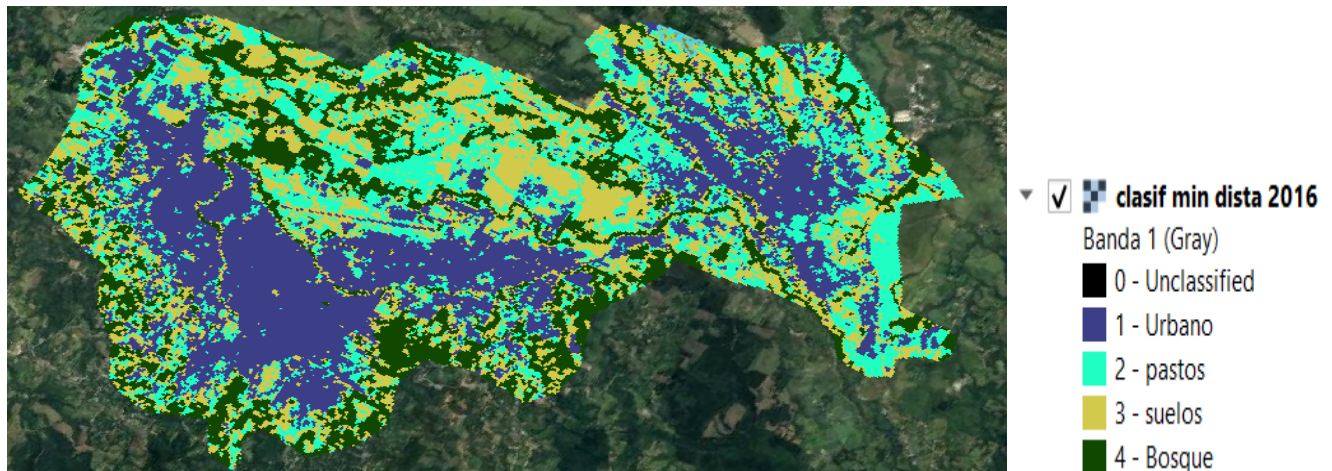 clasif min dista 2016
Banda 1 (Gray)
0 - Unclassified
1 - Urbano
2 - pastos
3 - suelos
4 - Bosque